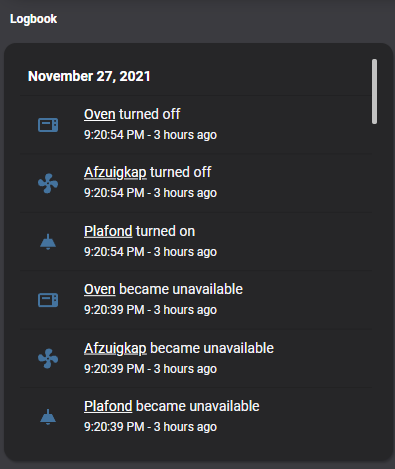 Logbook
November 27, 2021
Oven turned off
9:20:54 PM - 3 hours ago
Afzuigkap turned off
9:20:54 PM - 3 hours ago
Plafond turned on
9:20:54 PM - 3 hours ago
Oven became unavailable
9:20:39 PM - 3 hours ago
Afzuigkap became unavailable
9:20:39 PM - 3 hours ago
Plafond became unavailable
9:20:39 PM - 3 hours ago